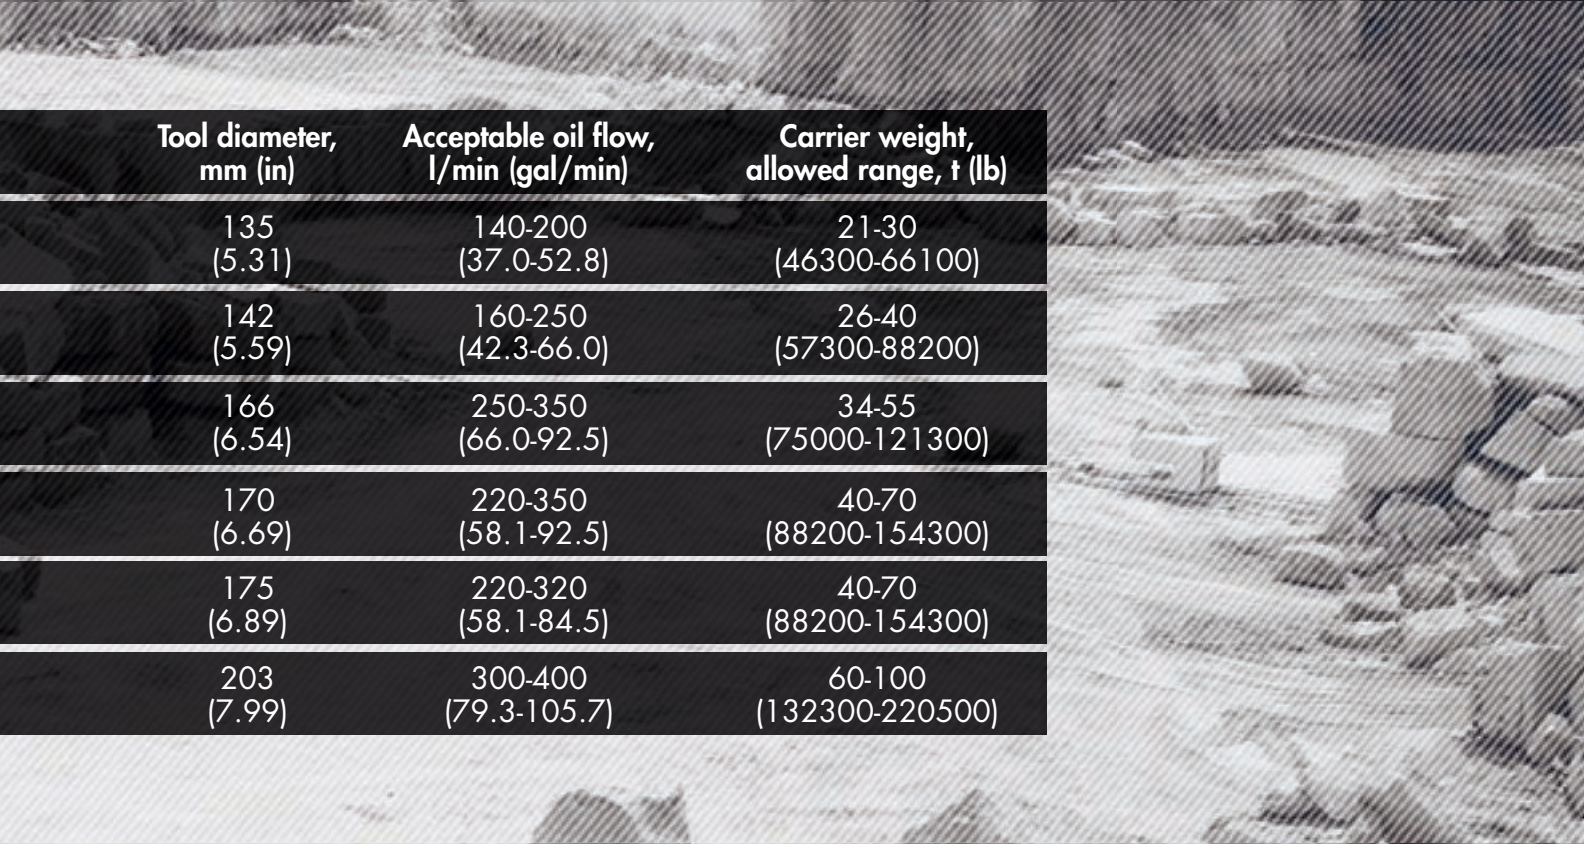 Tool diameter, mm (in) Acceptable oil flow, l/min (gal/min) Carrier weight, allowed range, t (lb)
135 140-200 21-30
(5.31) (37.0-52.8) (46300-66100)
142 160-250 26-40
(5.59) (42.3-66.0) (57300-88200)
166 250-350 34-55
(6.54) (66.0-92.5) (75000-121300)
170 220-350 40-70
(6.69) (58.1-92.5) (88200-154300)
175 220-320 40-70
(6.89) (58.1-84.5) (88200-154300)
203 300-400 60-100
(7.99) (79.3-105.7) (132300-220500)